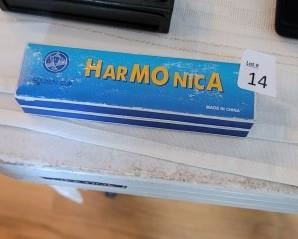 HARMONICA
Lot #
14
MADE IN CHINA